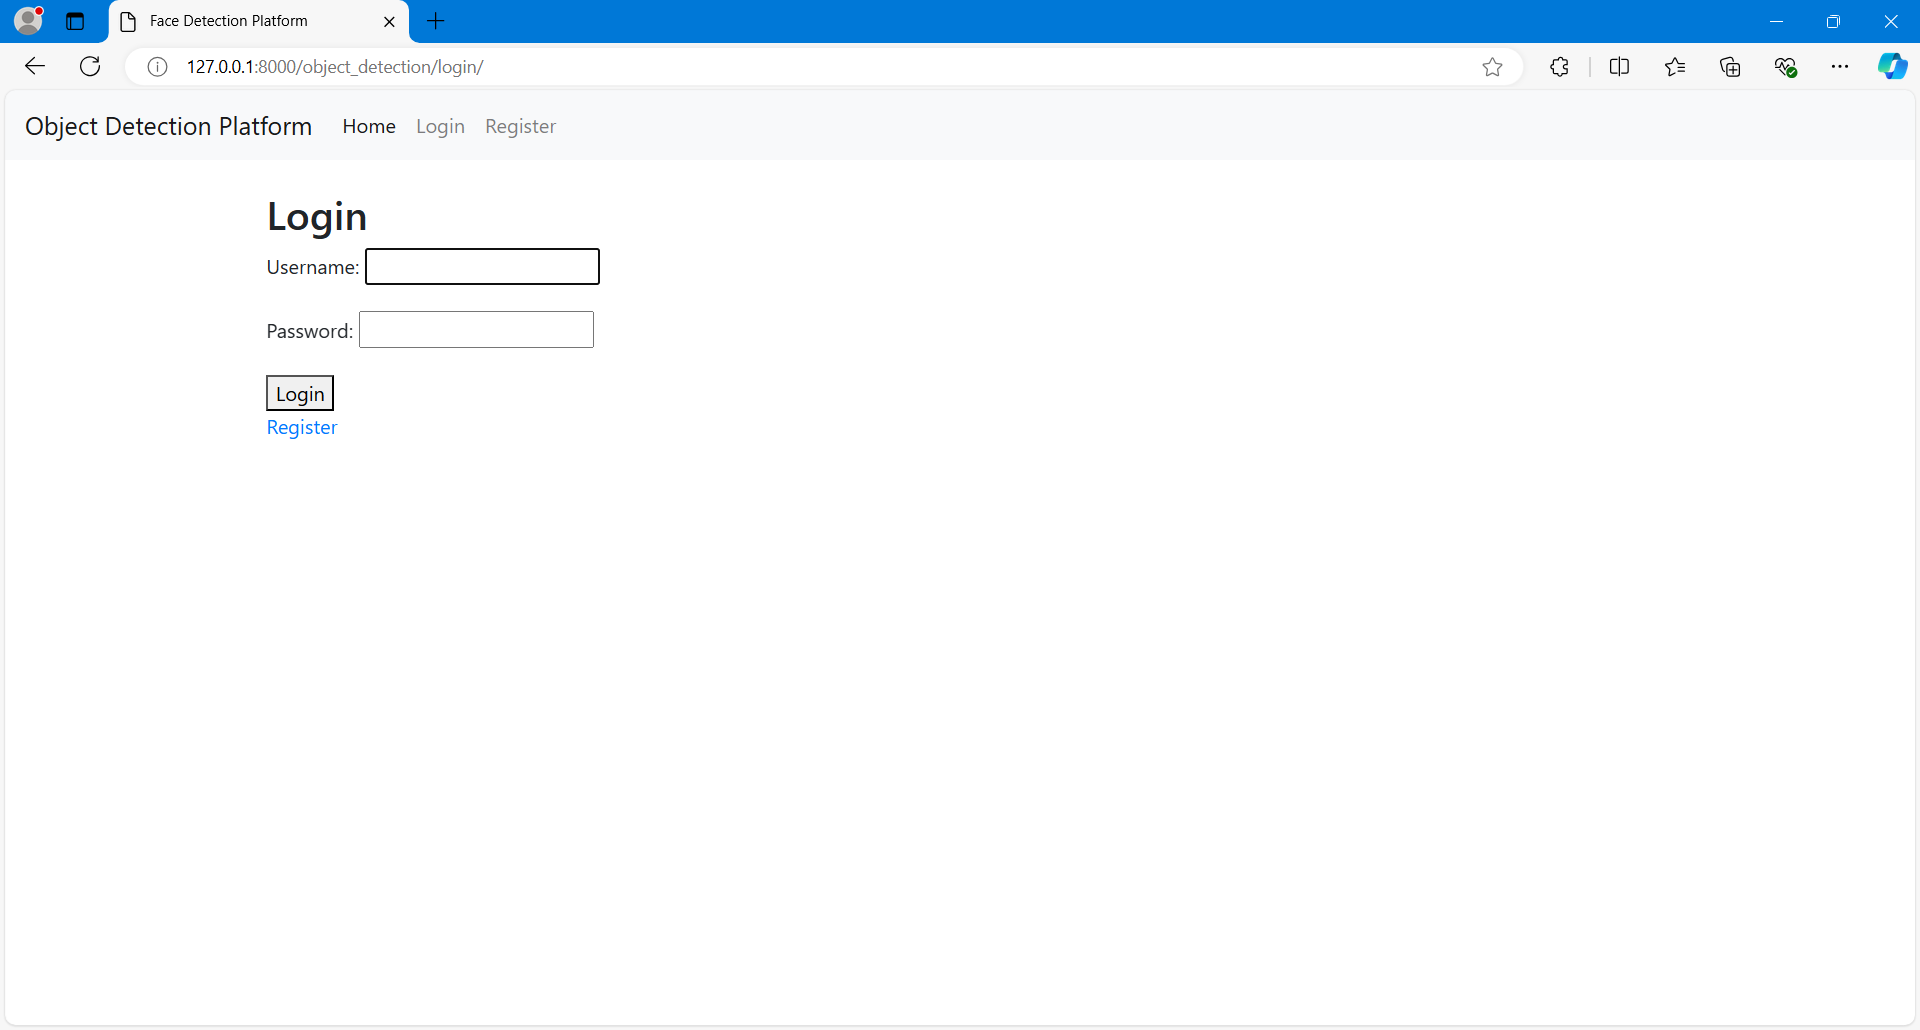 Face Detection Platform
127.0.0.1:8000/object_detection/login/
Object Detection Platform Home Login Register
Login
Username:
Password:
Login
Register